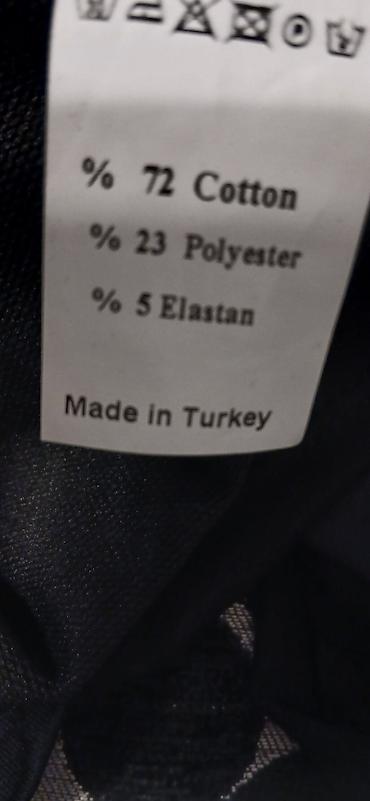 % 72 Cotton
% 23 Polyester
% 5 Elastan
Made in Turkey